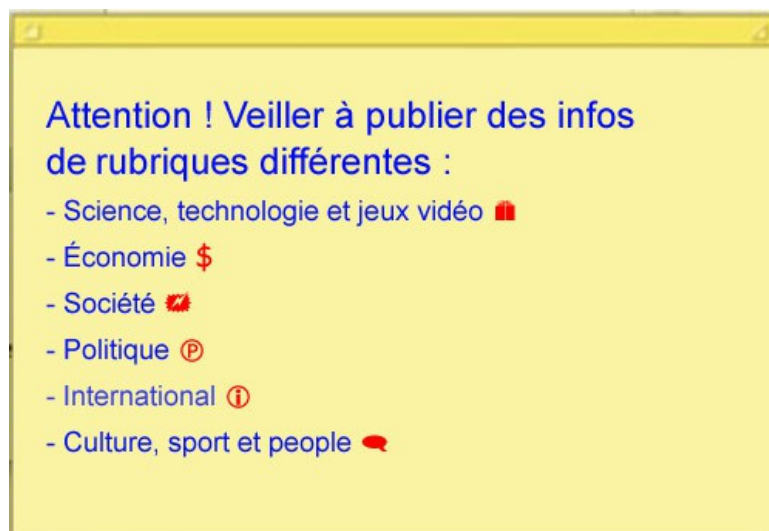 Attention ! Veiller à publier des infos
de rubriques différentes :
- Science, technologie et jeux vidéo
- Économie $
- Société
- Politique Ⓟ
- International ⓘ
- Culture, sport et people